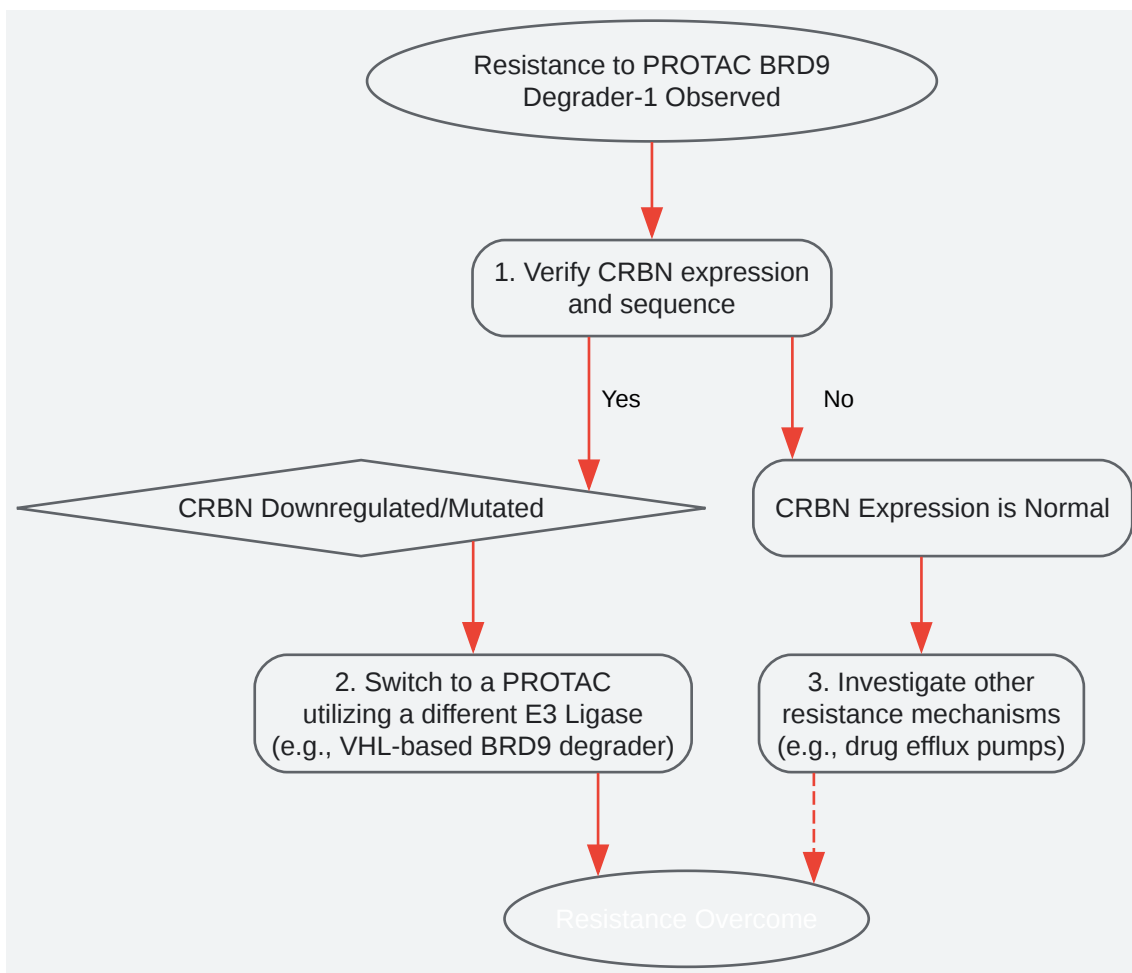 Resistance to PROTAC BRD9
Degrader-1 Observed
1. Verify CRBN expression
and sequence
Yes
No
CRBN Downregulated/Mutated
CRBN Expression is Normal
2. Switch to a PROTAC
utilizing a different E3 Ligase
(e.g., VHL-based BRD9 degrader)
3. Investigate other
resistance mechanisms
(e.g., drug efflux pumps)
Resistance Overcome